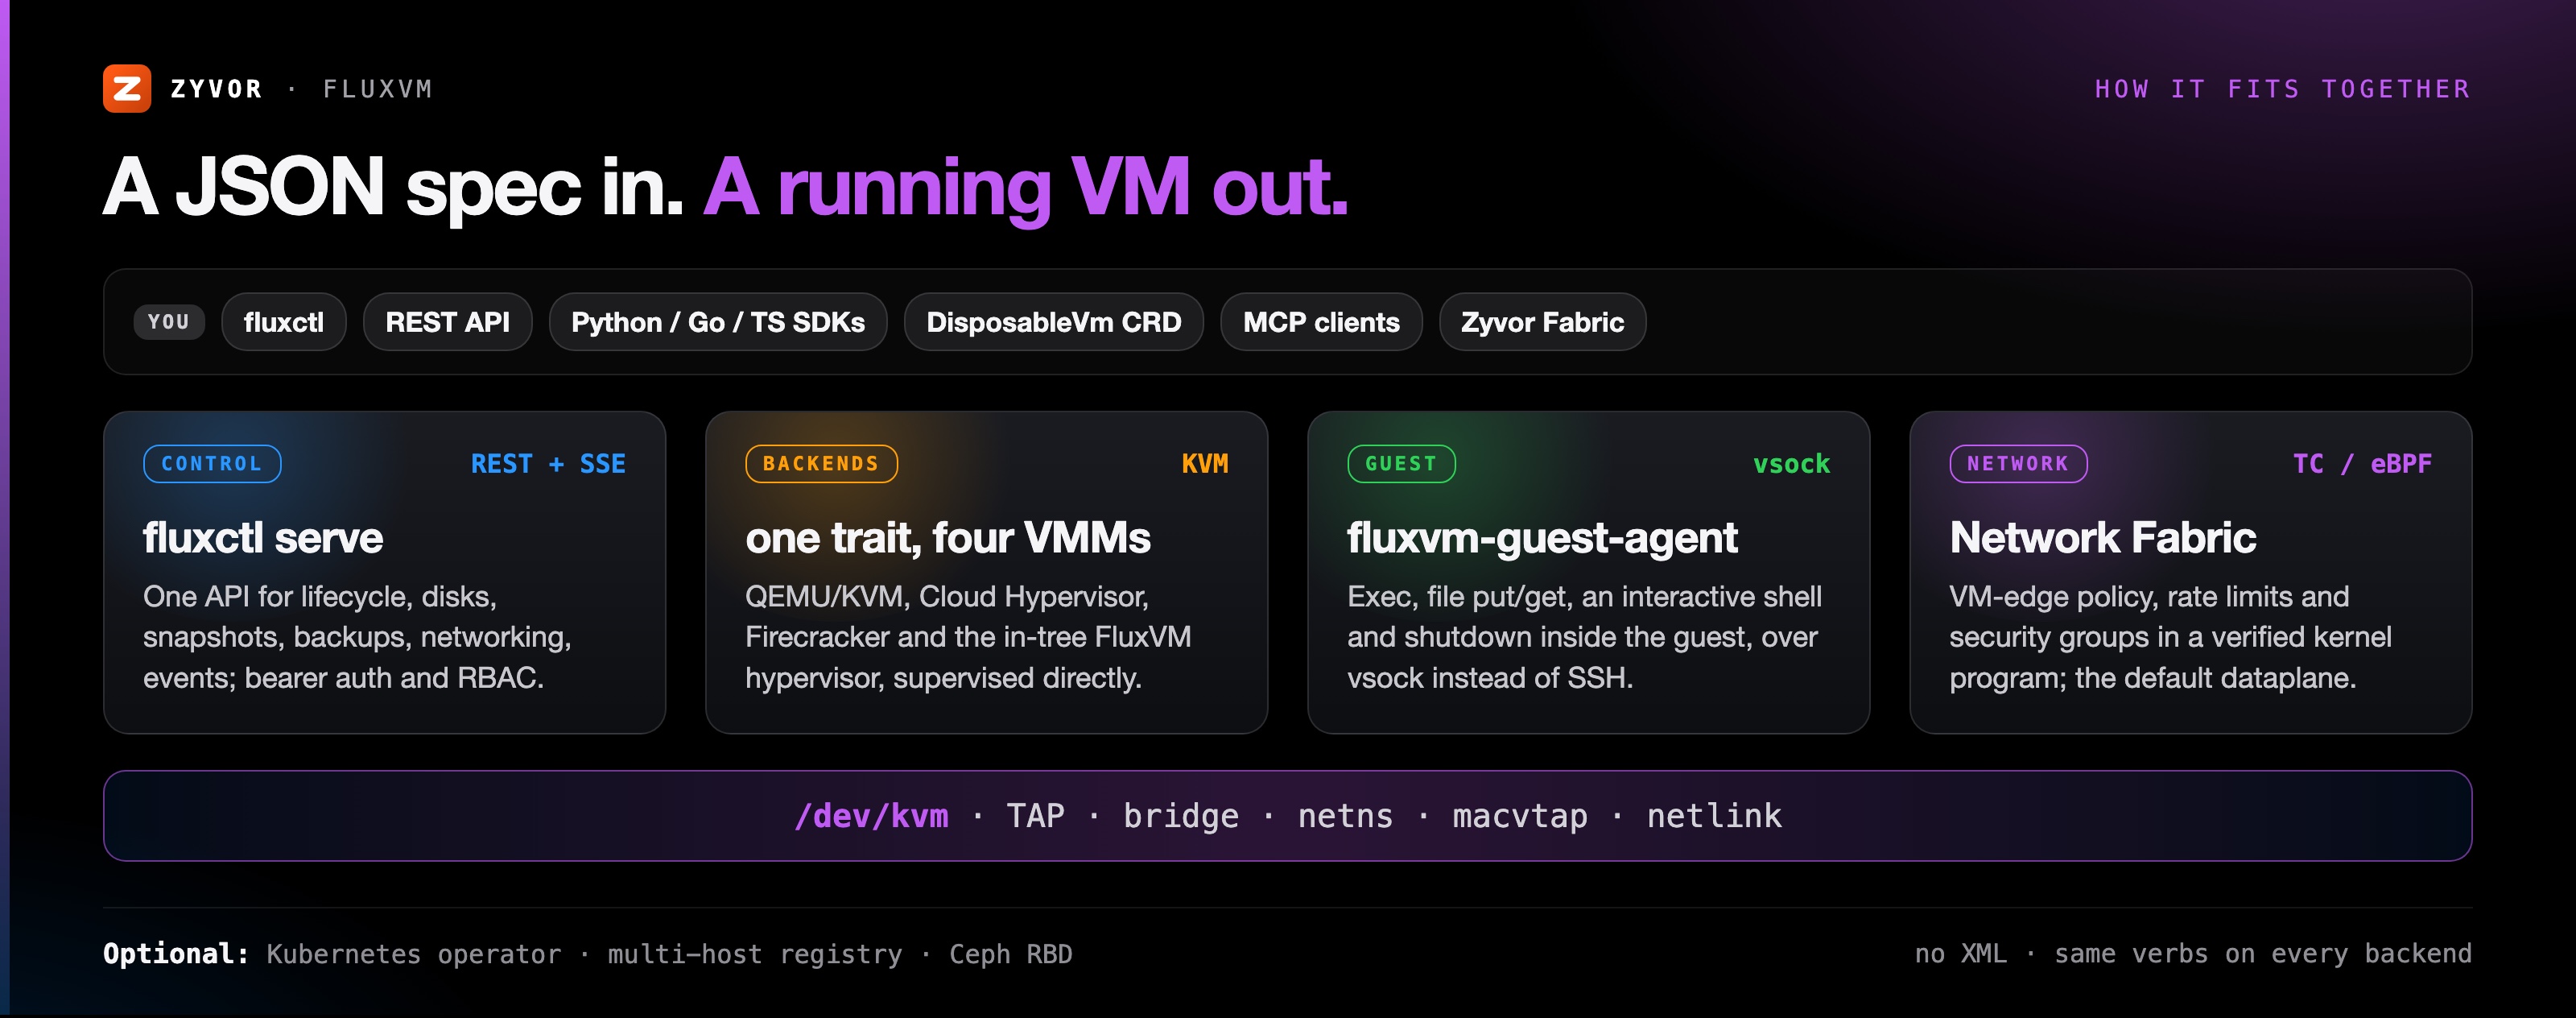 Z ZYVOR · FLUXVM
HOW IT FITS TOGETHER
A JSON spec in. A running VM out.
YOU fluxctl REST API Python / Go / TS SDKs DisposableVm CRD MCP clients Zyvor Fabric
CONTROL REST + SSE
fluxctl serve
One API for lifecycle, disks,
snapshots, backups, networking,
events; bearer auth and RBAC.
BACKENDS KVM
one trait, four VMMs
QEMU/KVM, Cloud Hypervisor,
Firecracker and the in-tree FluxVM
hypervisor, supervised directly.
GUEST vsock
fluxvm-guest-agent
Exec, file put/get, an interactive shell
and shutdown inside the guest, over
vsock instead of SSH.
NETWORK TC / eBPF
Network Fabric
VM-edge policy, rate limits and
security groups in a verified kernel
program; the default dataplane.
/dev/kvm · TAP · bridge · netns · macvtap · netlink
Optional: Kubernetes operator · multi-host registry · Ceph RBD
no XML · same verbs on every backend